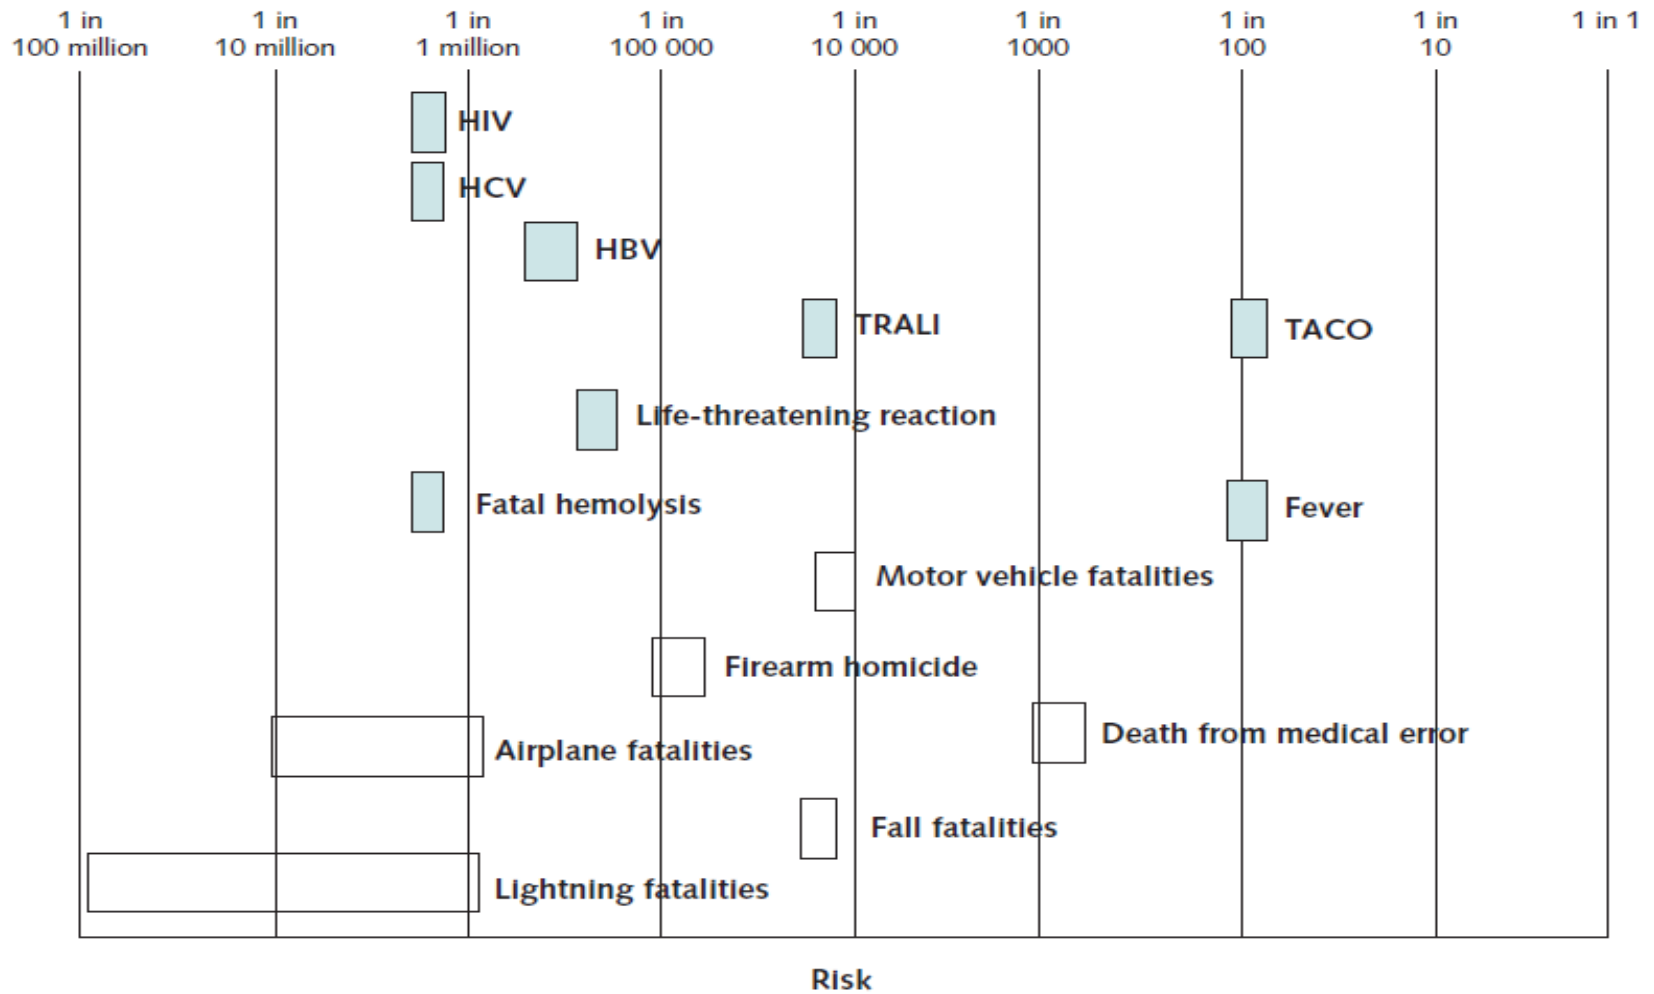 1 in 1 in 1 in 1 in 1 in 1 in 1 in 1 in 1 in 1
100 million 10 million 1 million 100 000 10 000 1000 100 10
HIV
HCV
HBV
TRALI
TACO
Life-threatening reaction
Fatal hemolysis
Fever
Motor vehicle fatalities
Firearm homicide
Death from medical error
Airplane fatalities
Fall fatalities
Lightning fatalities
Risk